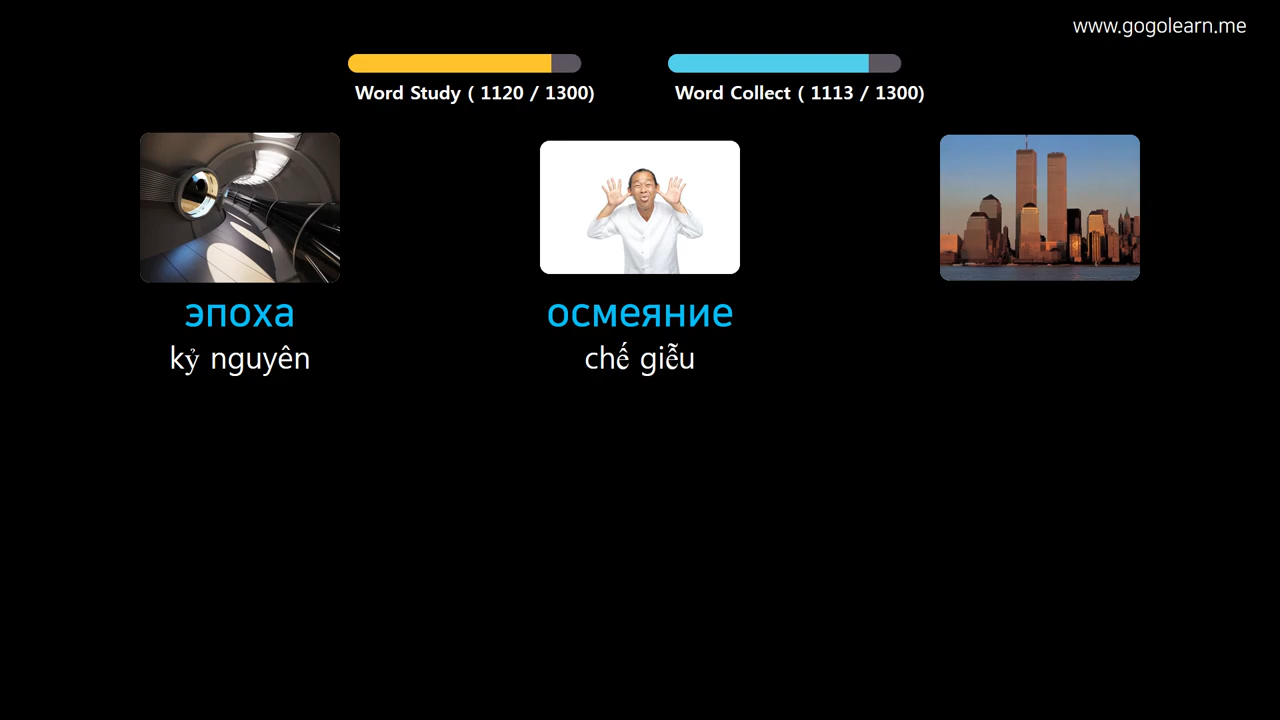 www.gogolearn.me
Word Study ( 1120 / 1300)
Word Collect ( 1113 / 1300)
эпоха
kỷ nguyên
осмеяние
chế giễu